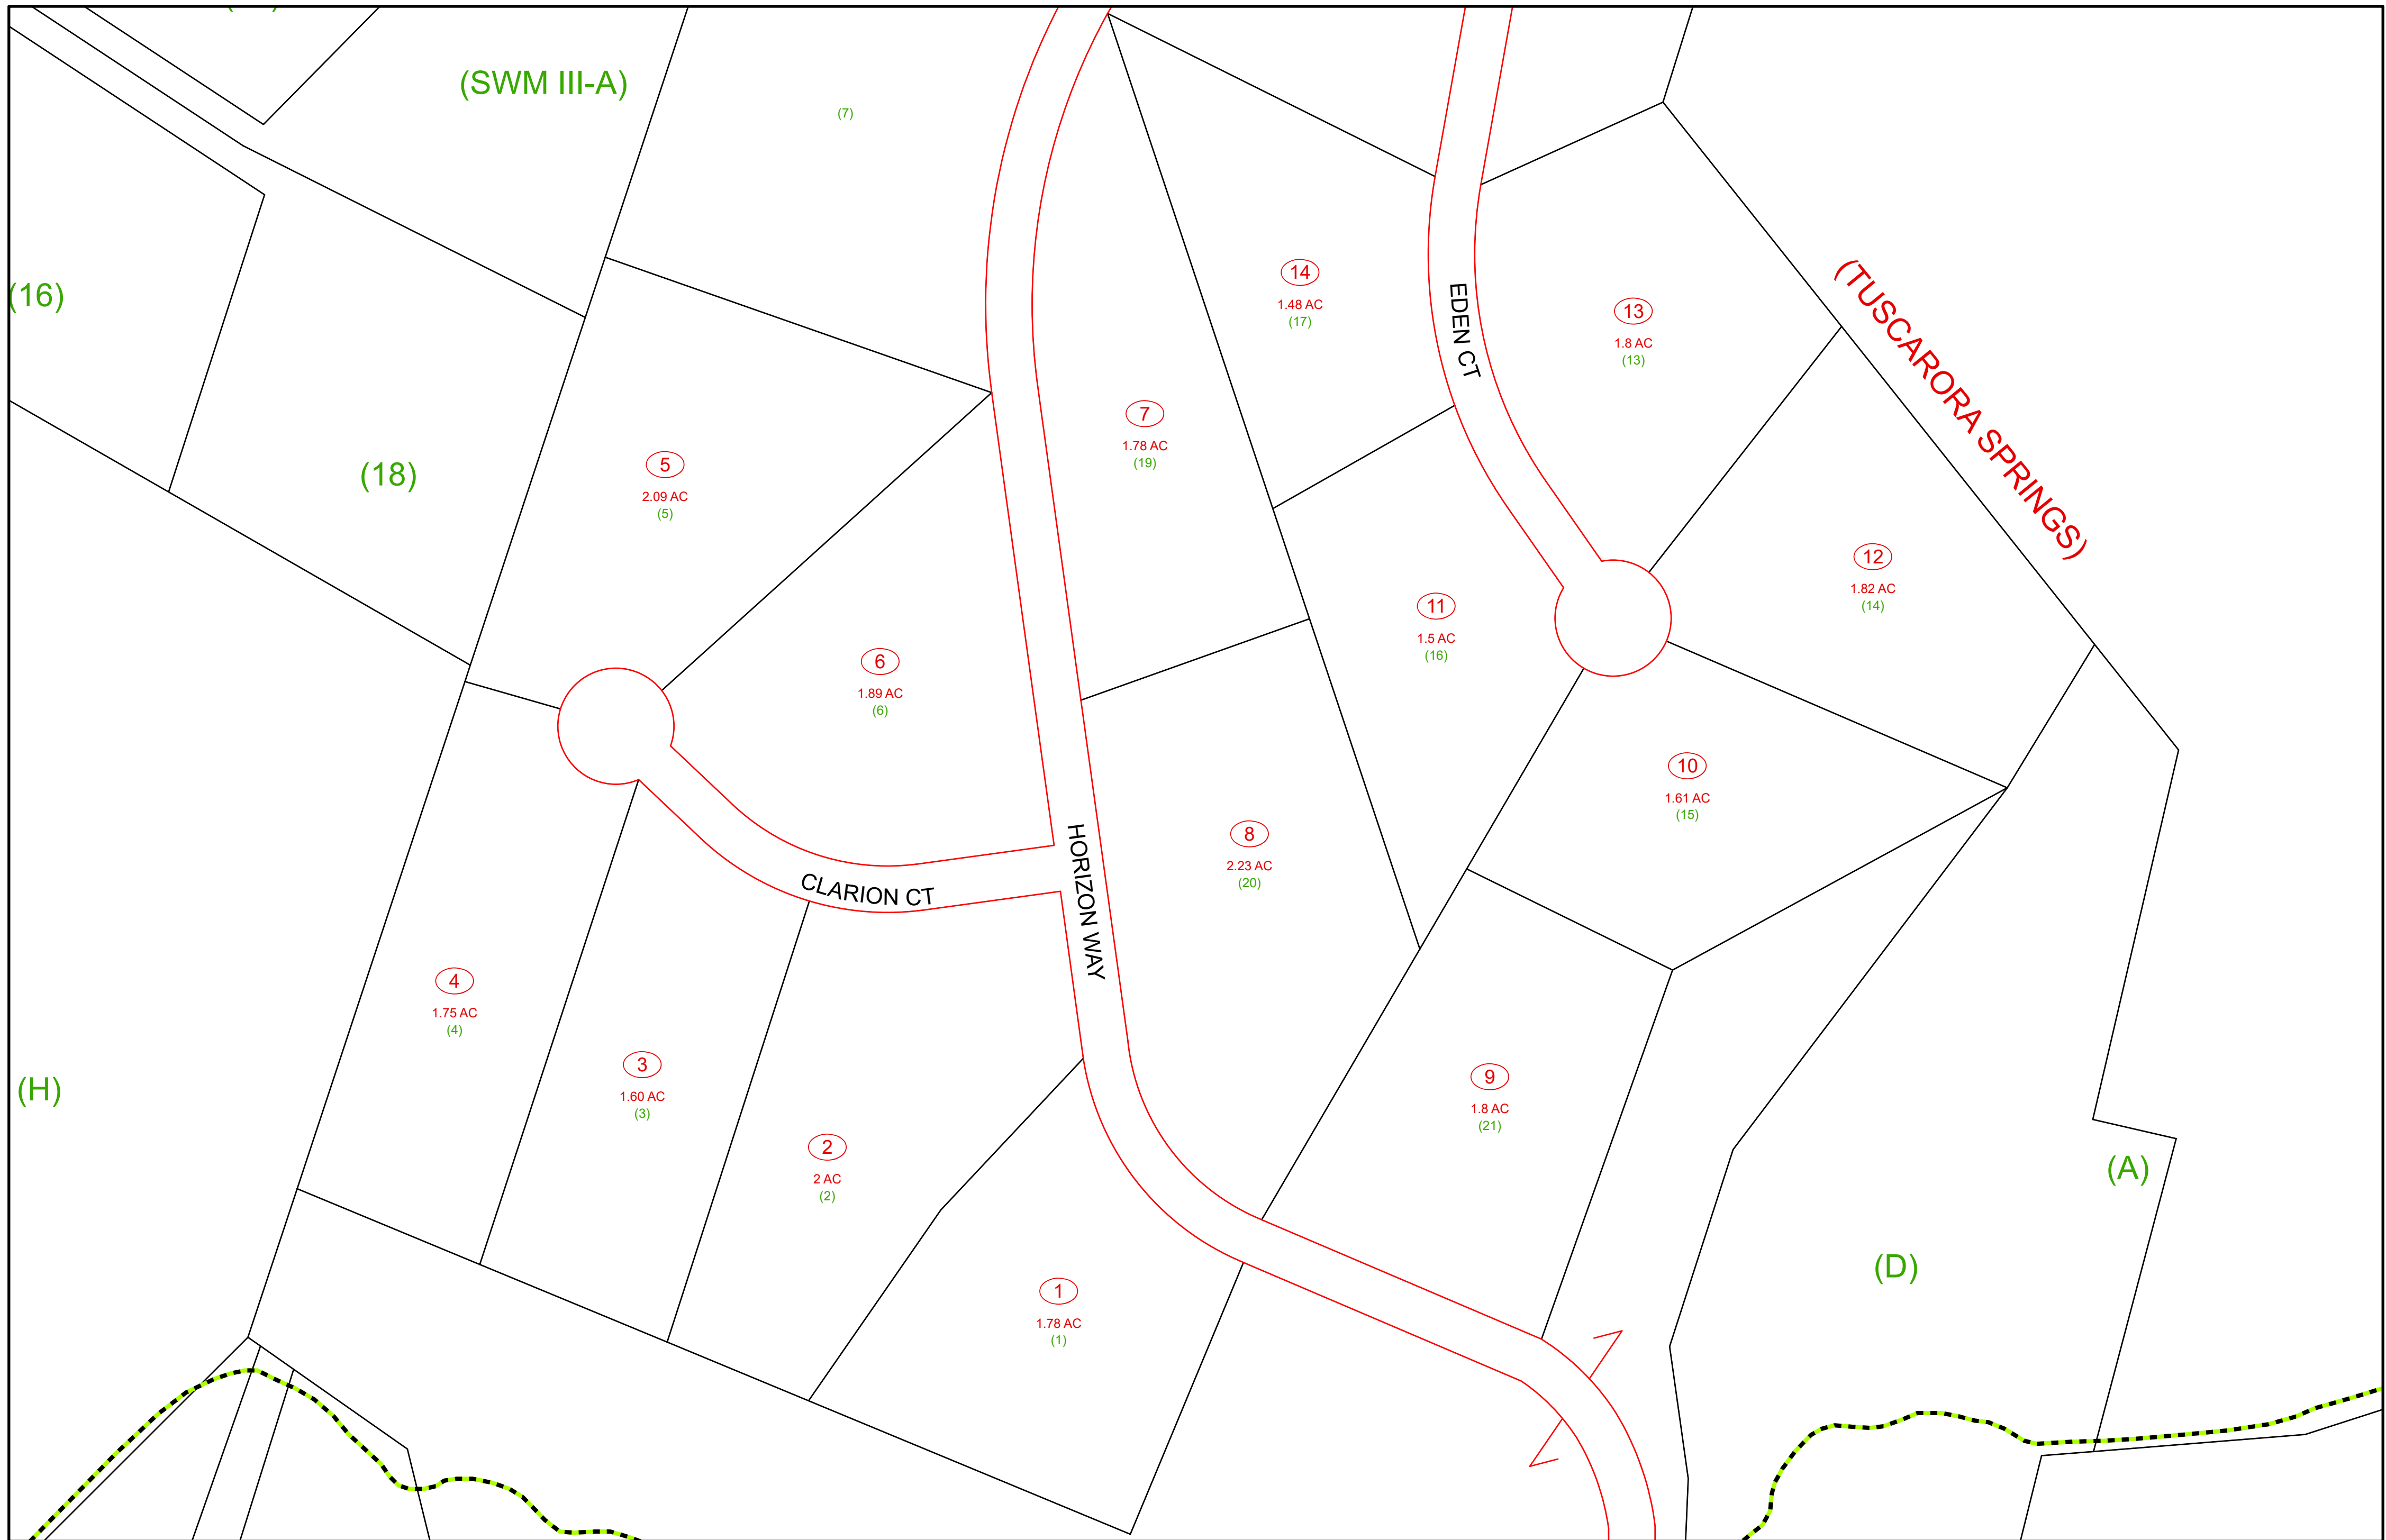 (SWM III-A)
(7)
(16)
(18)
(H)
5
2.09 AC
(5)
6
1.89 AC
(6)
7
1.78 AC
(19)
14
1.48 AC
(17)
EDEN CT
13
1.8 AC
(13)
(TUSCARORA SPRINGS)
12
1.82 AC
(14)
11
1.5 AC
(16)
10
1.61 AC
(15)
8
2.23 AC
(20)
CLARION CT
HORIZON WAY
4
1.75 AC
(4)
3
1.60 AC
(3)
2
2 AC
(2)
1
1.78 AC
(1)
9
1.8 AC
(21)
(A)
(D)